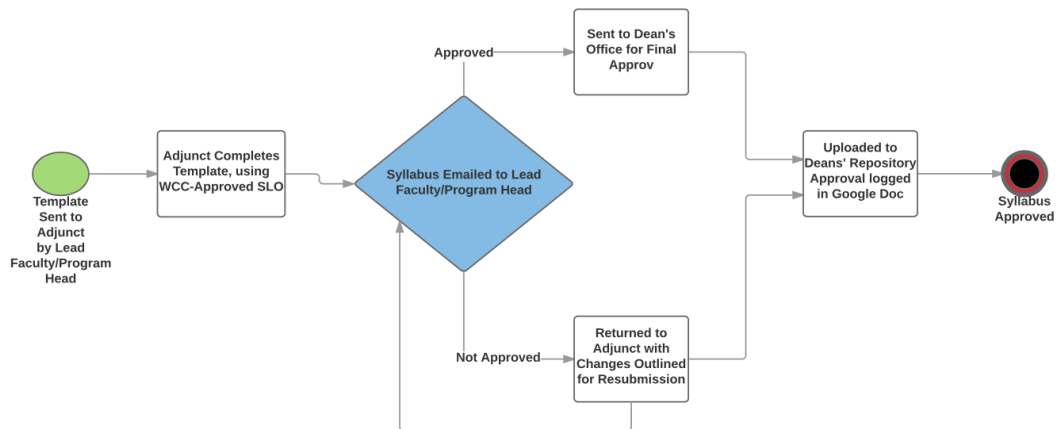 Template
Sent to
Adjunct
by Lead
Faculty/Program
Head
Adjunct Completes
Template, using
WCC-Approved SLO
Syllabus Emailed to Lead
Faculty/Program Head
Approved
Sent to Dean's
Office for Final
Approv
Not Approved
Returned to
Adjunct with
Changes Outlined
for Resubmission
Uploaded to
Deans' Repository
Approval logged
in Google Doc
Syllabus
Approved